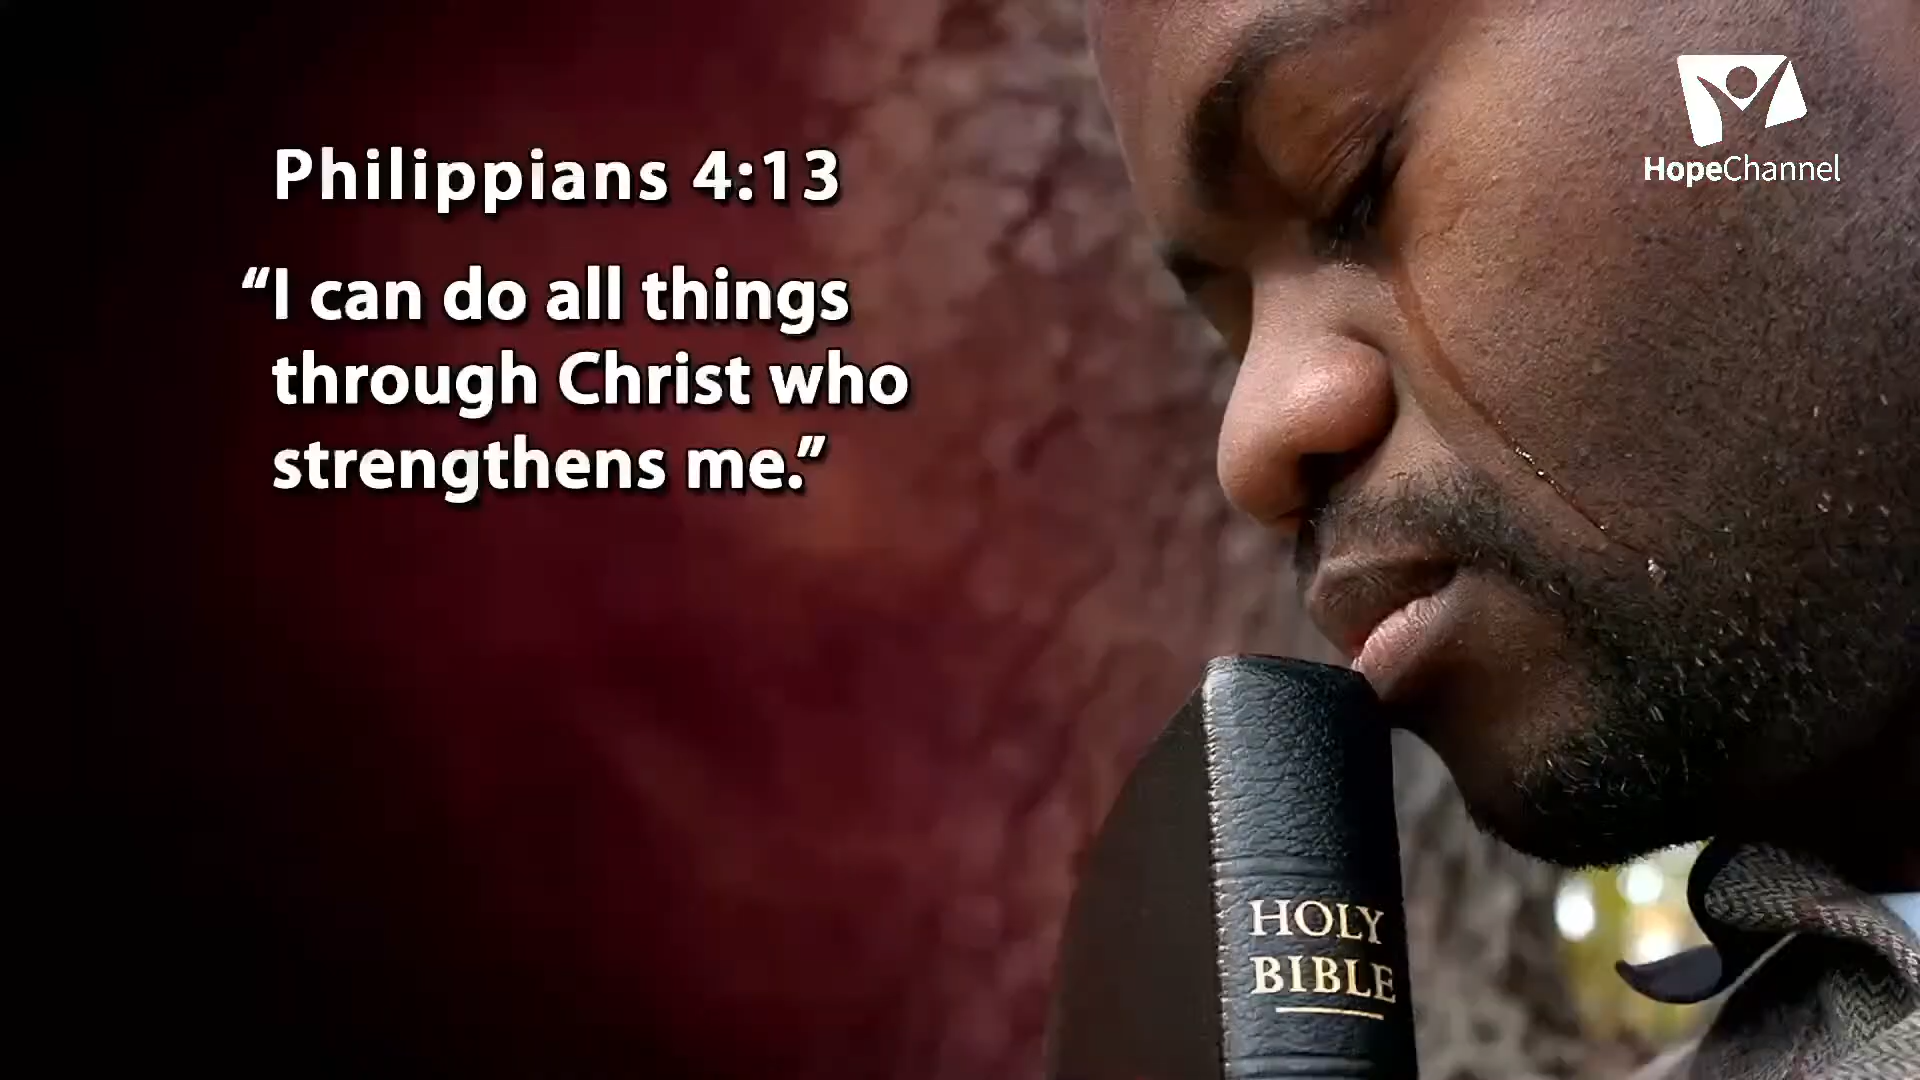 Philippians 4:13
“I can do all things
through Christ who
strengthens me.”
HopeChannel
HOLY
BIBLE